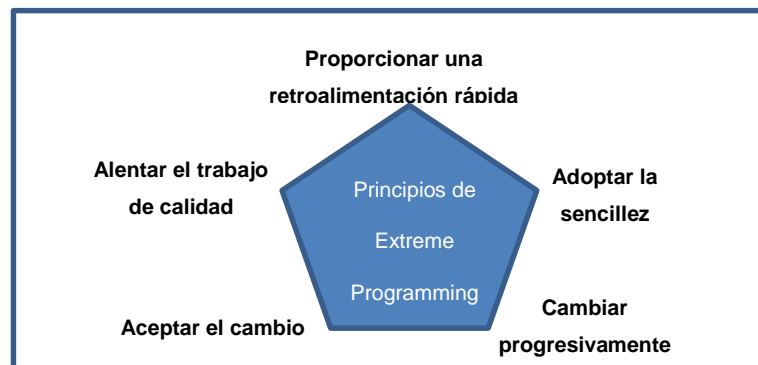 Proporcionar una
retroalimentación rápida
Alentar el trabajo
de calidad
Principios de
Extreme
Programming
Adoptar la
sencillez
Aceptar el cambio
Cambiar
progresivamente